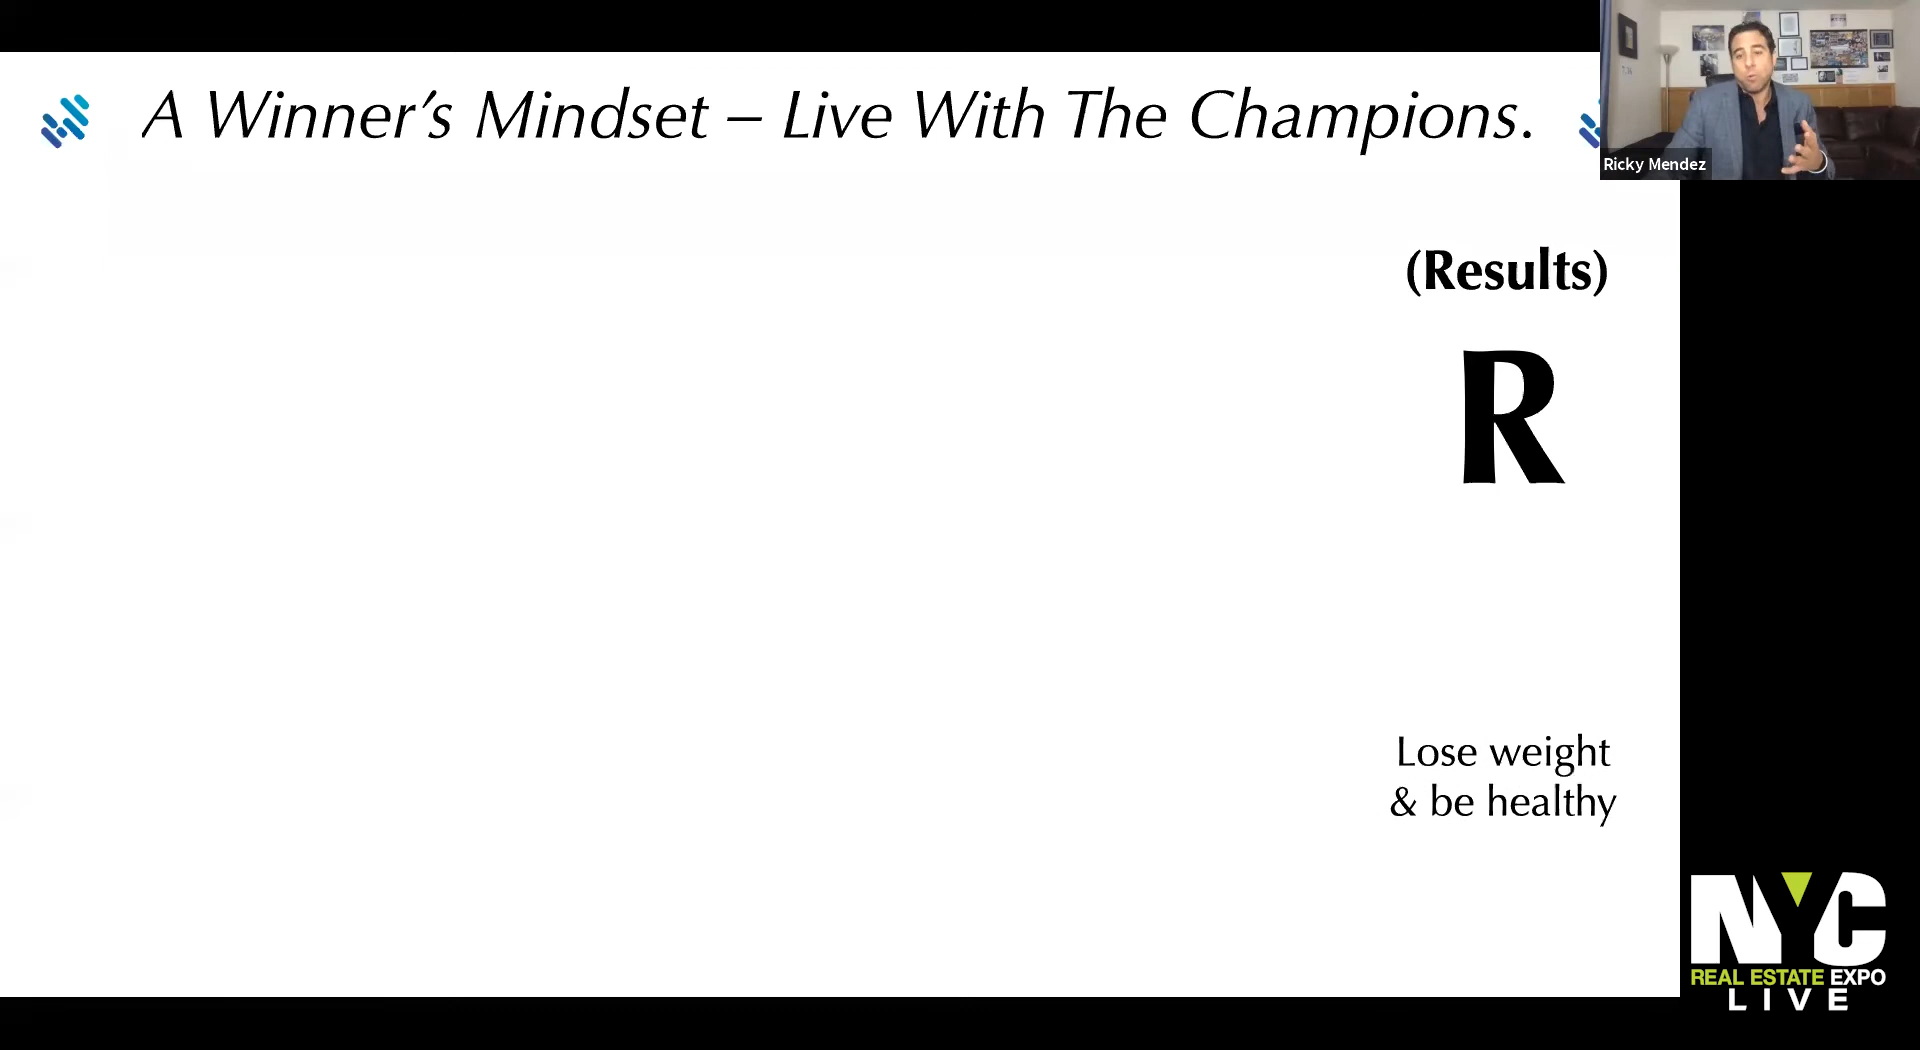 A Winner’s Mindset – Live With The Champions.
Ricky Mendez
(Results)
R
Lose weight
& be healthy
NYC
REAL ESTATE EXPO
LIVE